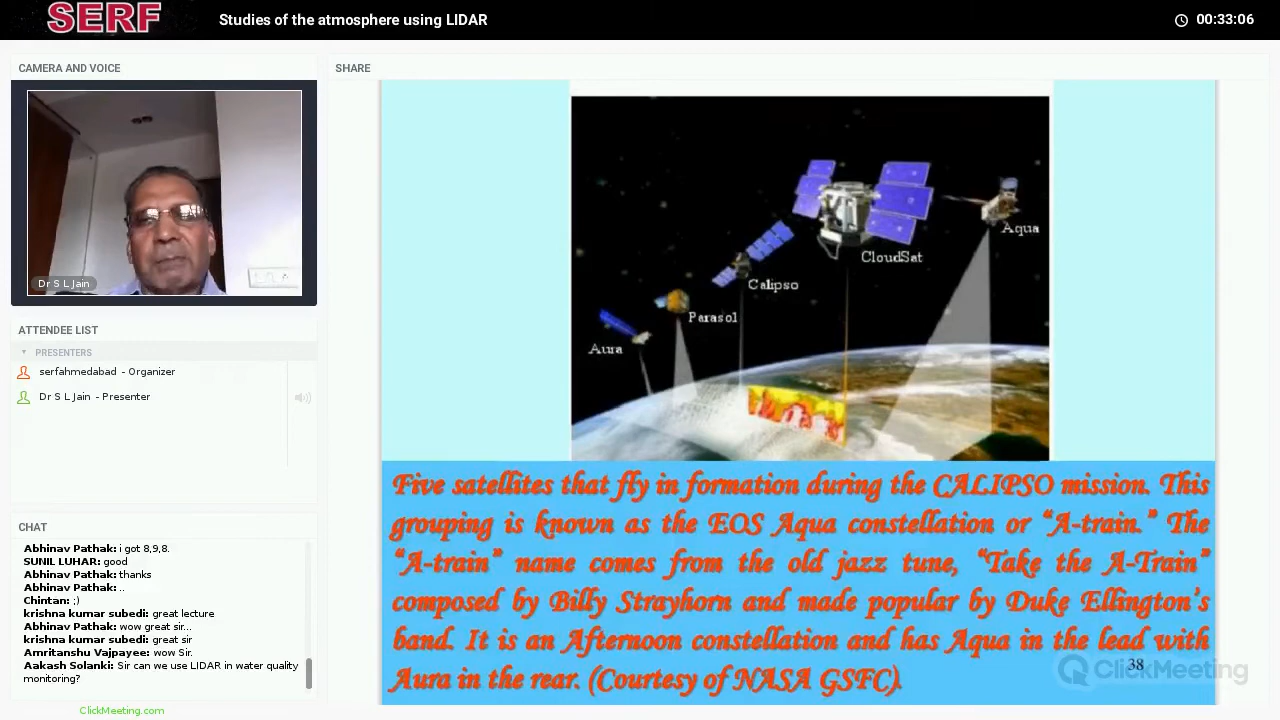 SERF
Studies of the atmosphere using LIDAR
00:33:06
CAMERA AND VOICE
Dr S L Jain
ATTENDEE LIST
PRESENTERS
serfahmedabad - Organizer
Dr S L Jain - Presenter
CHAT
Abhinav Pathak: i got 8,9,8.
SUNIL LUHAR: good
Abhinav Pathak: thanks
Abhinav Pathak: ..
Chintan: ;)
krishna kumar subedi: great lecture
Abhinav Pathak: wow great sir...
krishna kumar subedi: great sir
Amritanshu Vajpayee: wow Sir.
Aakash Solanki: Sir can we use LIDAR in water quality
monitoring?
ClickMeeting.com
SHARE
Aqua
CloudSat
Calipso
Parasol
Aura
Five satellites that fly in formation during the CALIPSO mission. This
grouping is known as the EOS Aqua constellation or “A-train.” The
“A-train” name comes from the old jazz tune, “Take the A-Train”
composed by Billy Strayhorn and made popular by Duke Ellington’s
band. It is an Afternoon constellation and has Aqua in the lead with
Aura in the rear. (Courtesy of NASA GSFC).
38
ClickMeeting